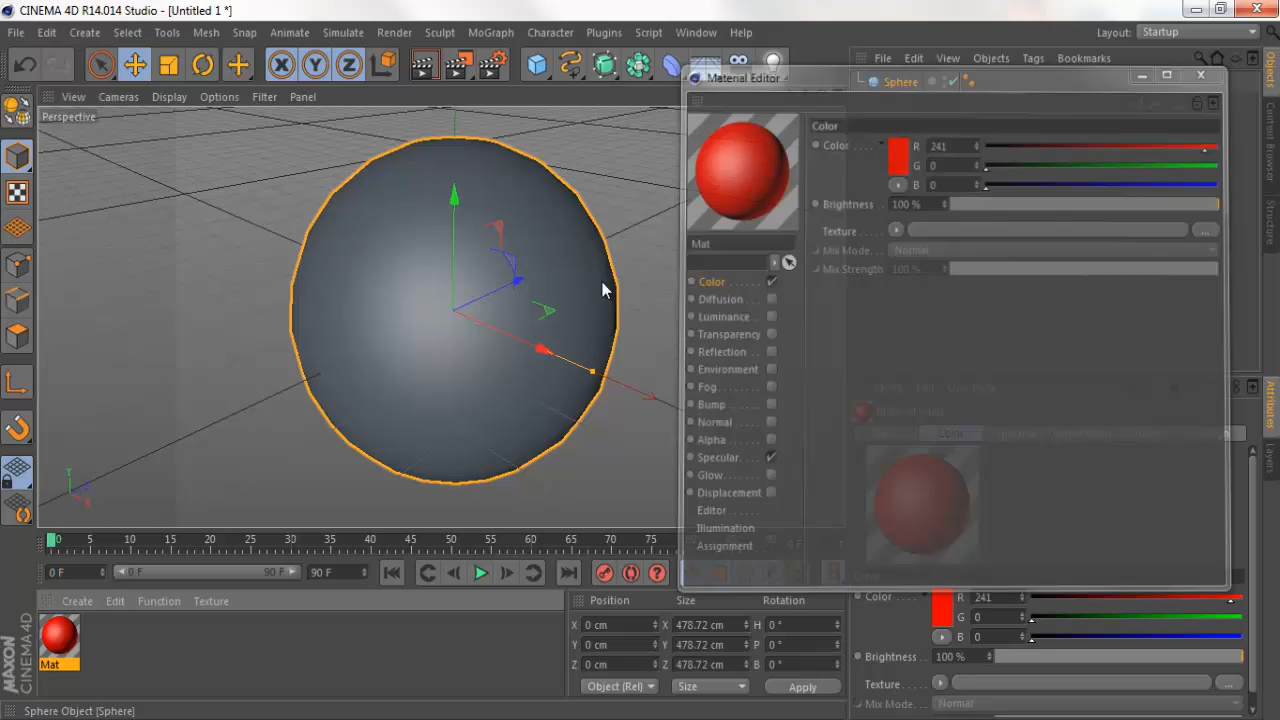 CINEMA 4D R14.014 Studio - [Untitled 1 *]
File Edit Create Select Tools Mesh Snap Animate Simulate Render Sculpt MoGraph Character Plugins Script Window Help Layout: Startup
X Y Z
File Edit View Objects Tags Bookmarks
Material Editor
Sphere
View Cameras Display Options Filter Panel
Perspective
Color
Color R 241
G 0
B 0
Brightness 100 %
Texture ...
Mix Mode: Normal
Mix Strength 100 %
Mat
Color
Diffusion
Luminance
Transparency
Reflection
Environment
Fog
Bump
Normal
Alpha
Specular
Glow
Displacement
Editor
Illumination
Assignment
Objects
Content Browser
Structure
Attributes
Layers
Color
Y
Z
X
0 5 10 15 20 25 30 35 40 45 50 55 60 65 70 75
0 F 0 F 90 F 90 F
Create Edit Function Texture
Mat
Position Size Rotation
X 0 cm X 478.72 cm H 0 °
Y 0 cm Y 478.72 cm P 0 °
Z 0 cm Z 478.72 cm B 0 °
Object (Rel) Size Apply
Color R 241
G 0
B 0
Brightness 100 %
Texture ...
Mix Mode: Normal
MAXON
CINEMA 4D
Sphere Object [Sphere]